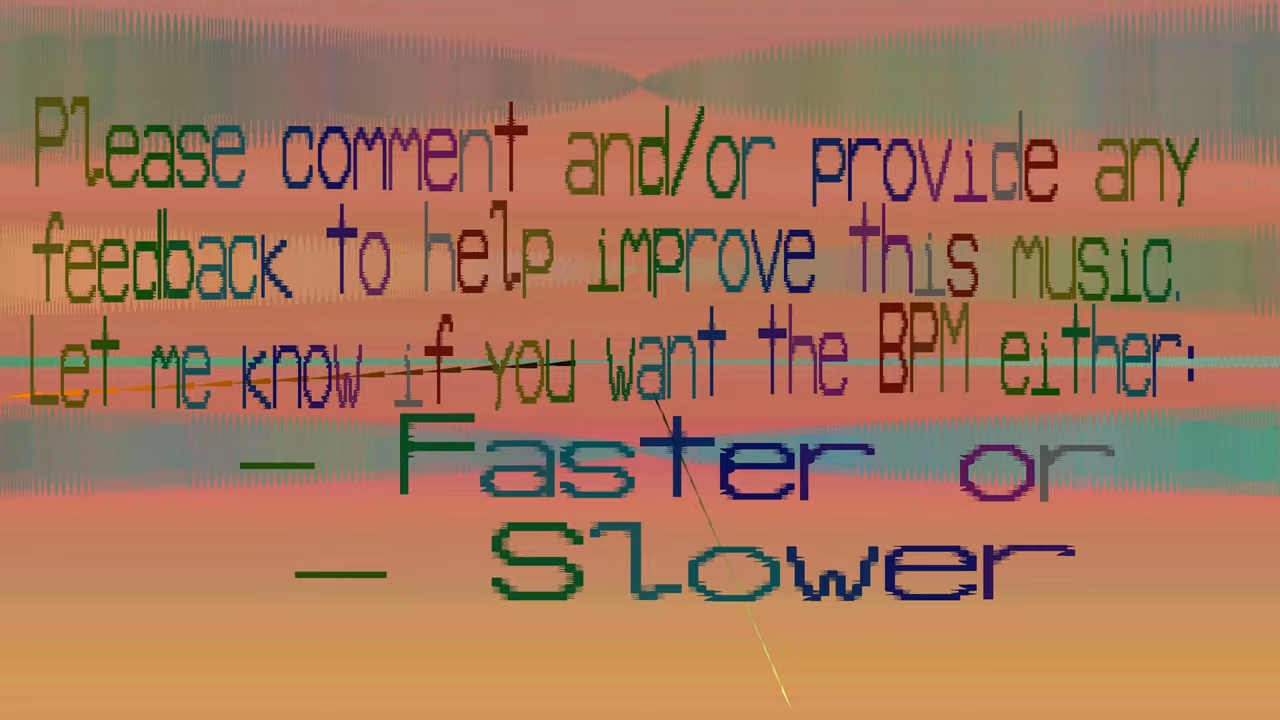 Please comment and/or provide any
feedback to help improve this music.
Let me know if you want the BPM either:
- Faster or
- Slower